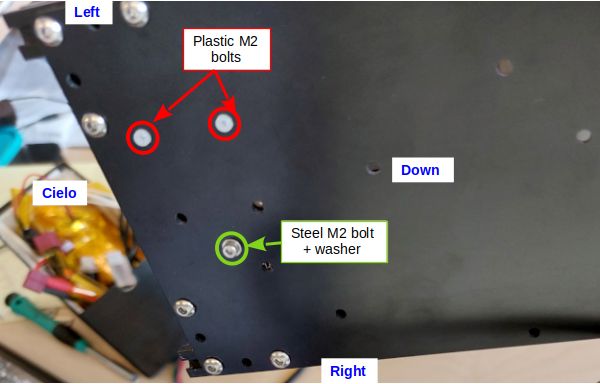 Left
Plastic M2
bolts
Down
Cielo
Steel M2 bolt
+ washer
Right